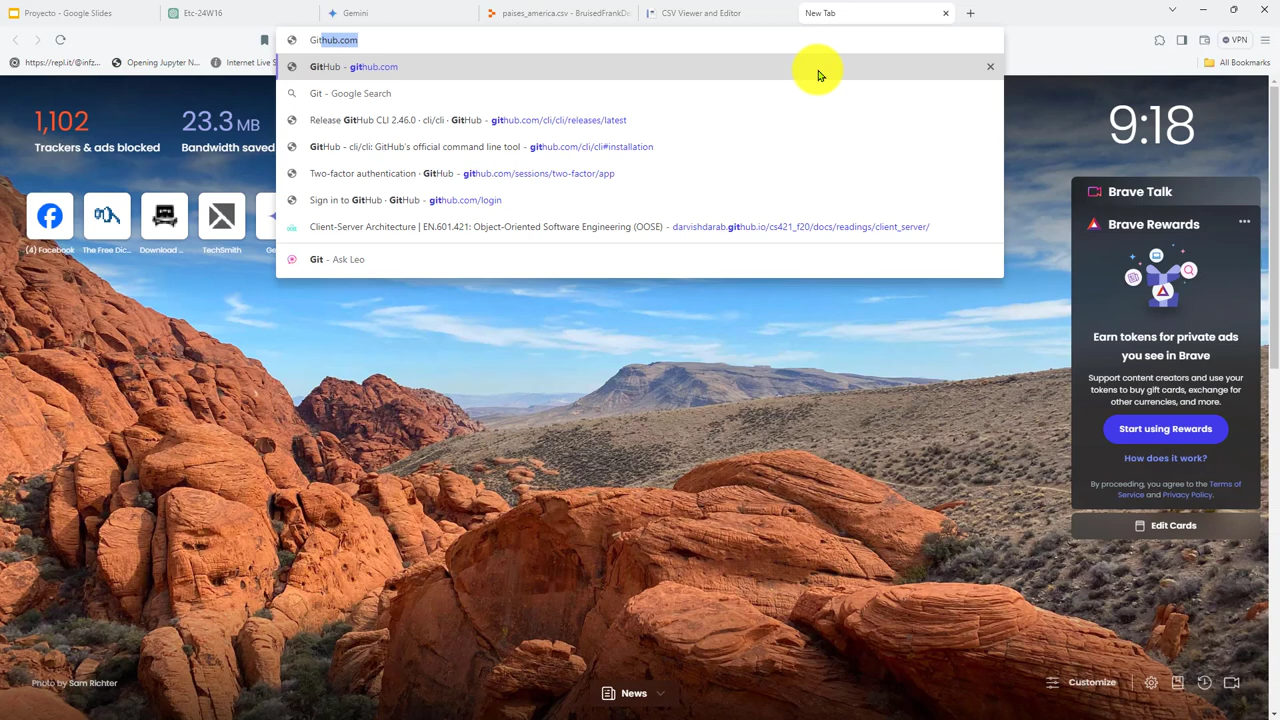 Proyecto - Google Slides
Etc-24W16
Gemini
paises_america.csv - BruisedFrankDe
CSV Viewer and Editor
New Tab
Github.com
VPN
https://repl.it/@infz...
Opening Jupyter N...
Internet Live S
All Bookmarks
GitHub - github.com
Git - Google Search
Release GitHub CLI 2.46.0 · cli/cli · GitHub - github.com/cli/cli/releases/latest
GitHub - cli/cli: GitHub's official command line tool - github.com/cli/cli#installation
Two-factor authentication · GitHub - github.com/sessions/two-factor/app
Sign in to GitHub · GitHub - github.com/login
Client-Server Architecture | EN.601.421: Object-Oriented Software Engineering (OOSE) - darvishdarab.github.io/cs421_f20/docs/readings/client_server/
Git - Ask Leo
1,102
Trackers & ads blocked
23.3 MB
Bandwidth saved
9:18
(4) Facebook
The Free Dic...
Download ...
TechSmith
Ge
Brave Talk
Brave Rewards
Earn tokens for private ads
you see in Brave
Support content creators and use your
tokens to buy gift cards, exchange for
other currencies, and more.
Start using Rewards
How does it work?
By proceeding, you agree to the Terms of
Service and Privacy Policy.
Edit Cards
Photo by Sam Richter
News
Customize